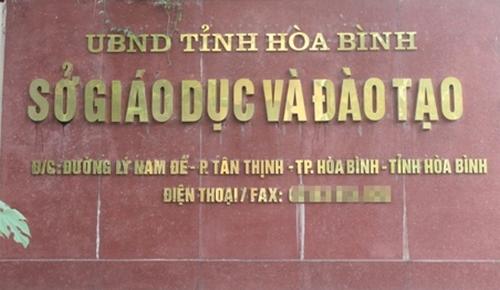 UBND TỈNH HÒA BÌNH
SỞ GIÁO DỤC VÀ ĐÀO TẠO
Đ/C: ĐƯỜNG LÝ NAM ĐẾ - P. TÂN THỊNH - TP. HÒA BÌNH - TỈNH HÒA BÌNH
ĐIỆN THOẠI / FAX: